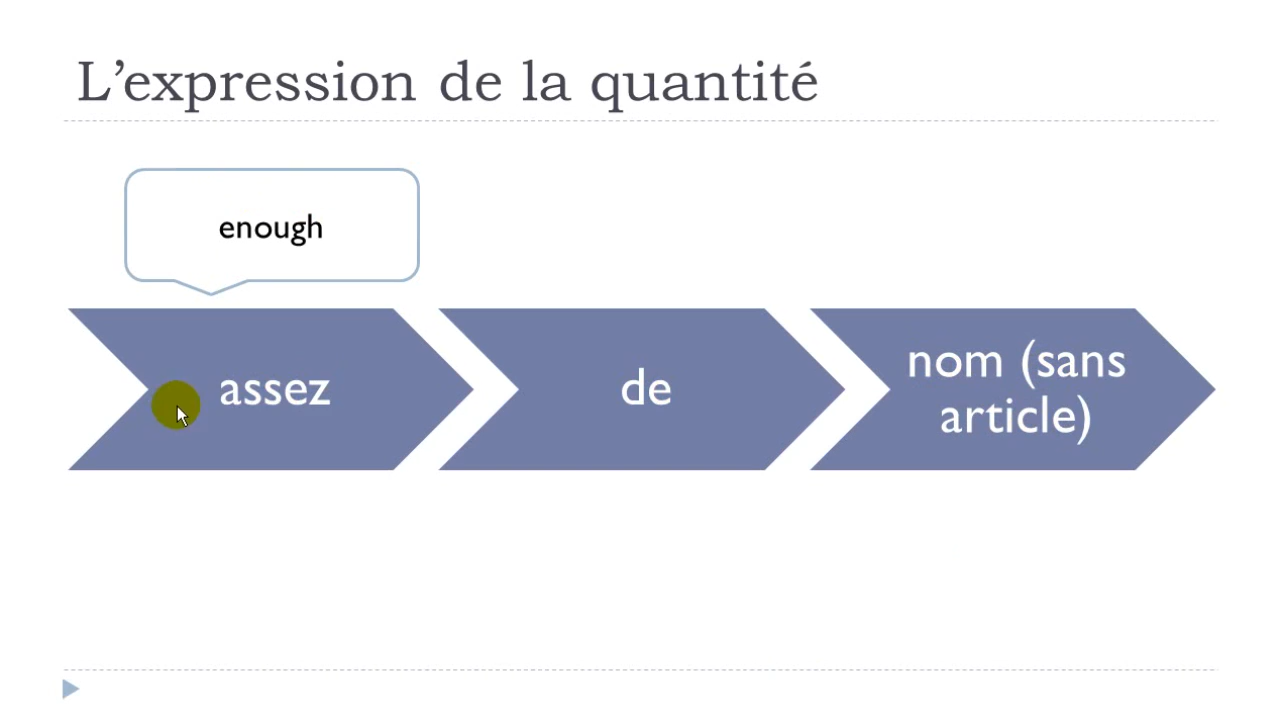 L’expression de la quantité
enough
assez
de
nom (sans
article)